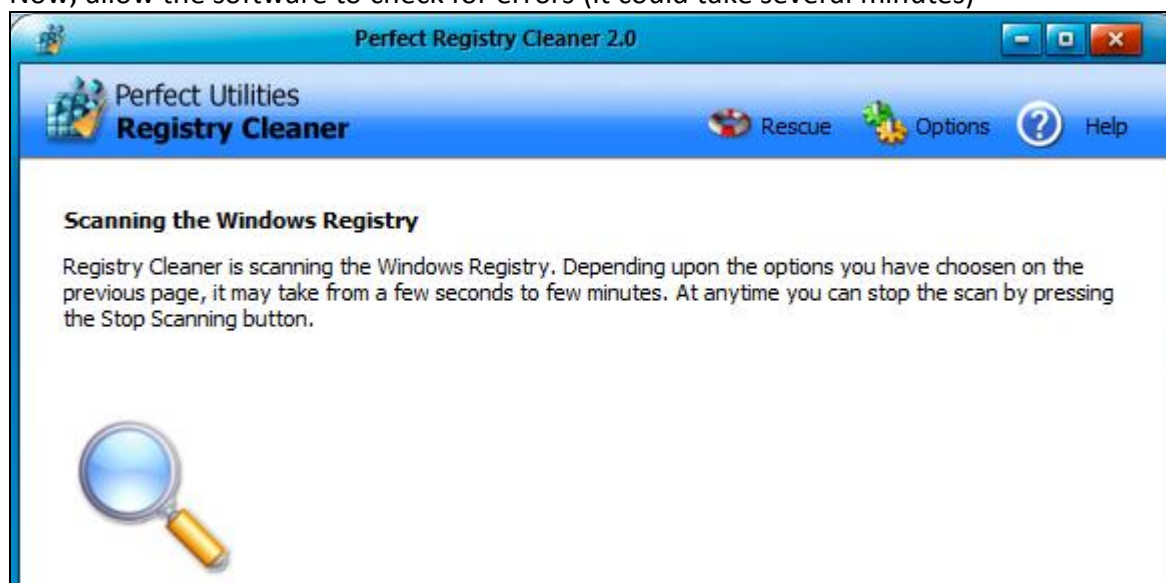 Now, allow the software to check for errors (it could take several minutes)
Perfect Registry Cleaner 2.0
Perfect Utilities
Registry Cleaner
Rescue Options ? Help
Scanning the Windows Registry
Registry Cleaner is scanning the Windows Registry. Depending upon the options you have choosen on the
previous page, it may take from a few seconds to few minutes. At anytime you can stop the scan by pressing
the Stop Scanning button.